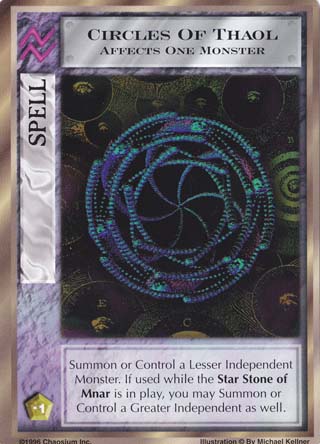 CIRCLES OF THAOL
AFFECTS ONE MONSTER
SPELL
E
C
Summon or Control a Lesser Independent
Monster. If used while the Star Stone of
Mnar is in play, you may Summon or
Control a Greater Independent as well.
-1
©1996 Chaosium Inc.
Illustration © By Michael Kellner